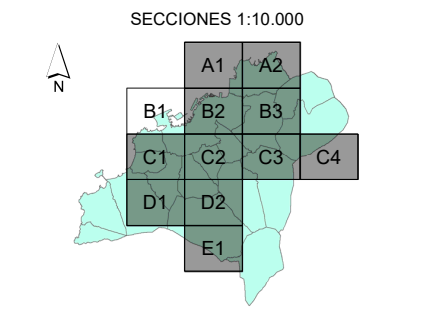 SECCIONES 1:10.000
A1 A2
N
B1 B2 B3
C1 C2 C3 C4
D1 D2
E1